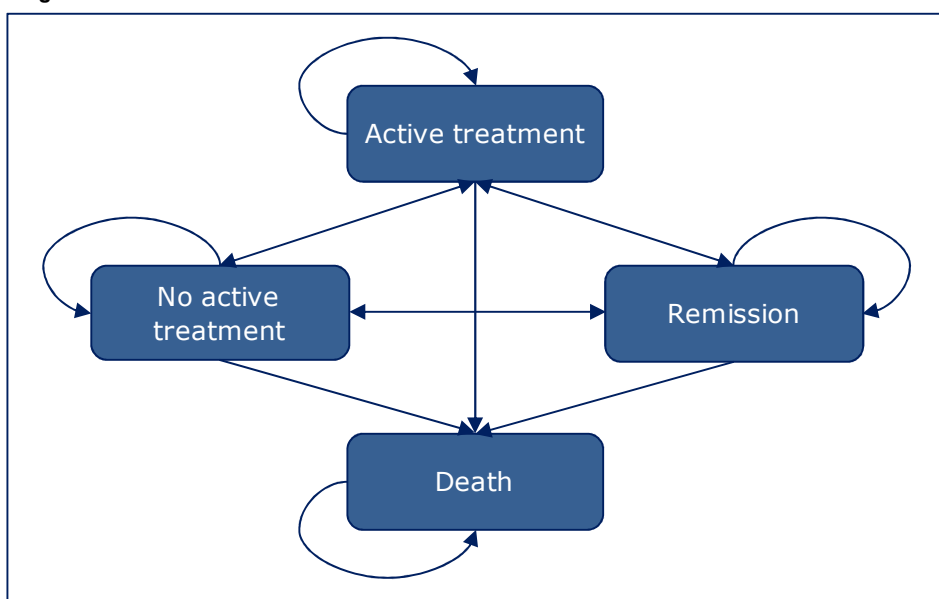 Active treatment
No active
treatment
Remission
Death